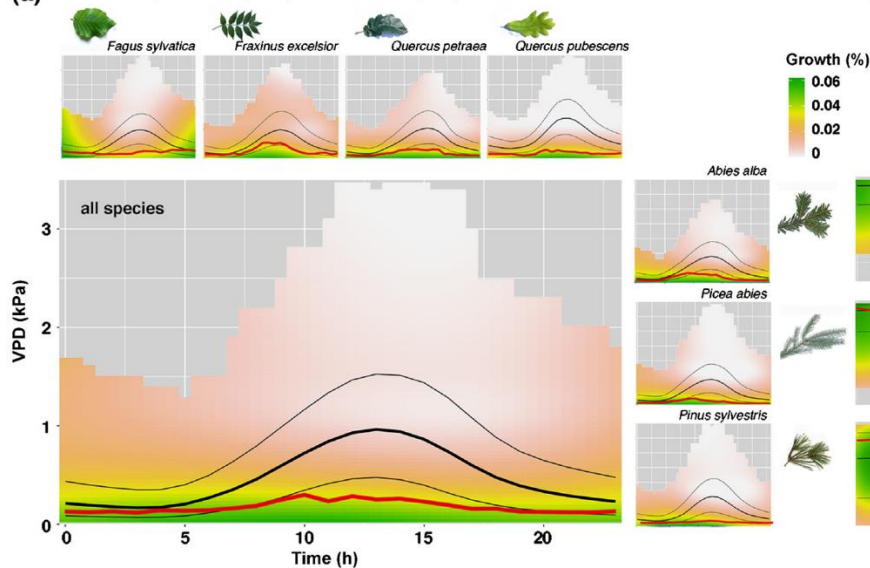 (a)
Fagus sylvatica
Fraxinus excelsior
Quercus petraea
Quercus pubescens
Growth (%)
0.06
0.04
0.02
0
all species
VPD (kPa)
3
2
1
0
0
5
10
15
20
Time (h)
Abies alba
Picea abies
Pinus sylvestris